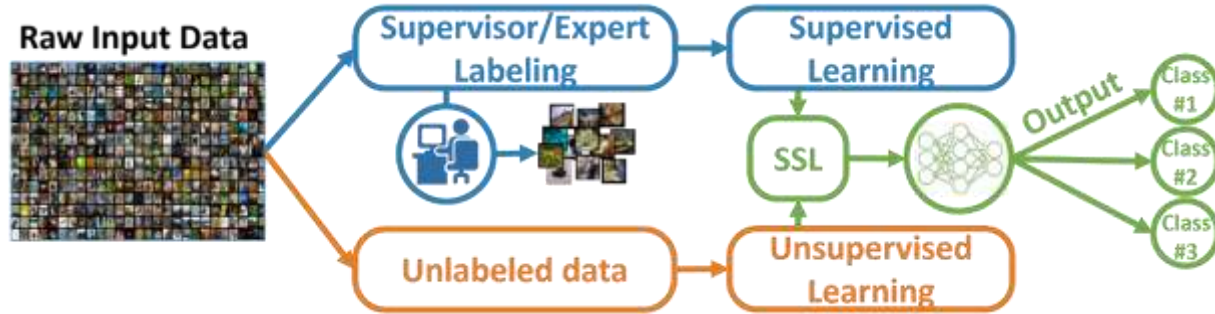 Raw Input Data
Supervisor/Expert
Labeling
Supervised
Learning
SSL
Output
Class
#1
Class
#2
Class
#3
Unlabeled data
Unsupervised
Learning